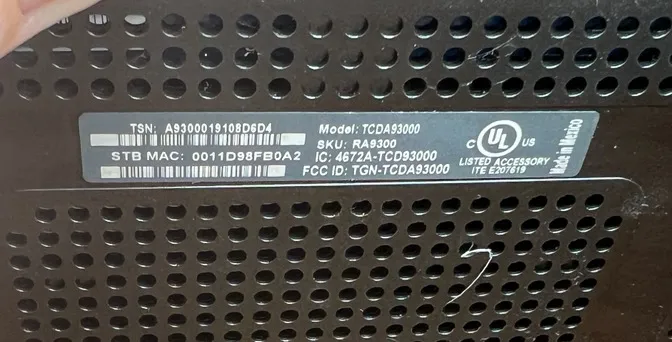 TSN: A9300019108D6D4
STB MAC: 0011D98FB0A2
Model: TCDA93000
SKU: RA9300
IC: 4672A-TCD93000
FCC ID: TGN-TCDA93000
C UL US
LISTED ACCESSORY
ITE E207619
Made in Mexico